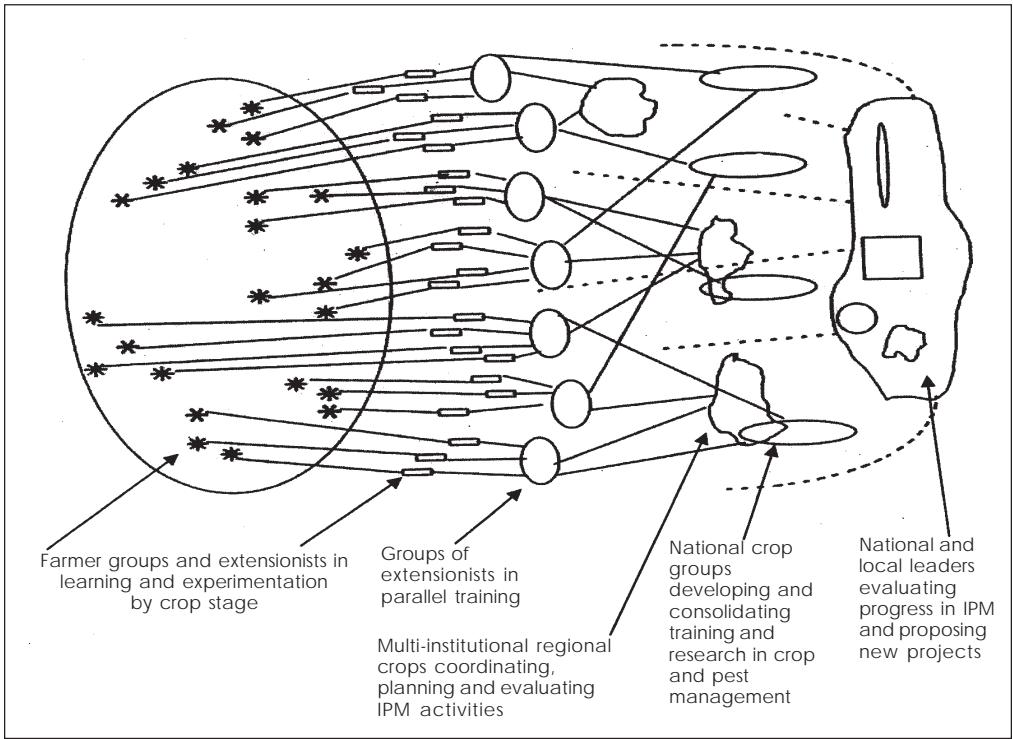 Farmer groups and extensionists in
learning and experimentation
by crop stage
Groups of
extensionists in
parallel training
Multi-institutional regional
crops coordinating,
planning and evaluating
IPM activities
National crop
groups
developing and
consolidating
training and
research in crop
and pest
management
National and
local leaders
evaluating
progress in IPM
and proposing
new projects